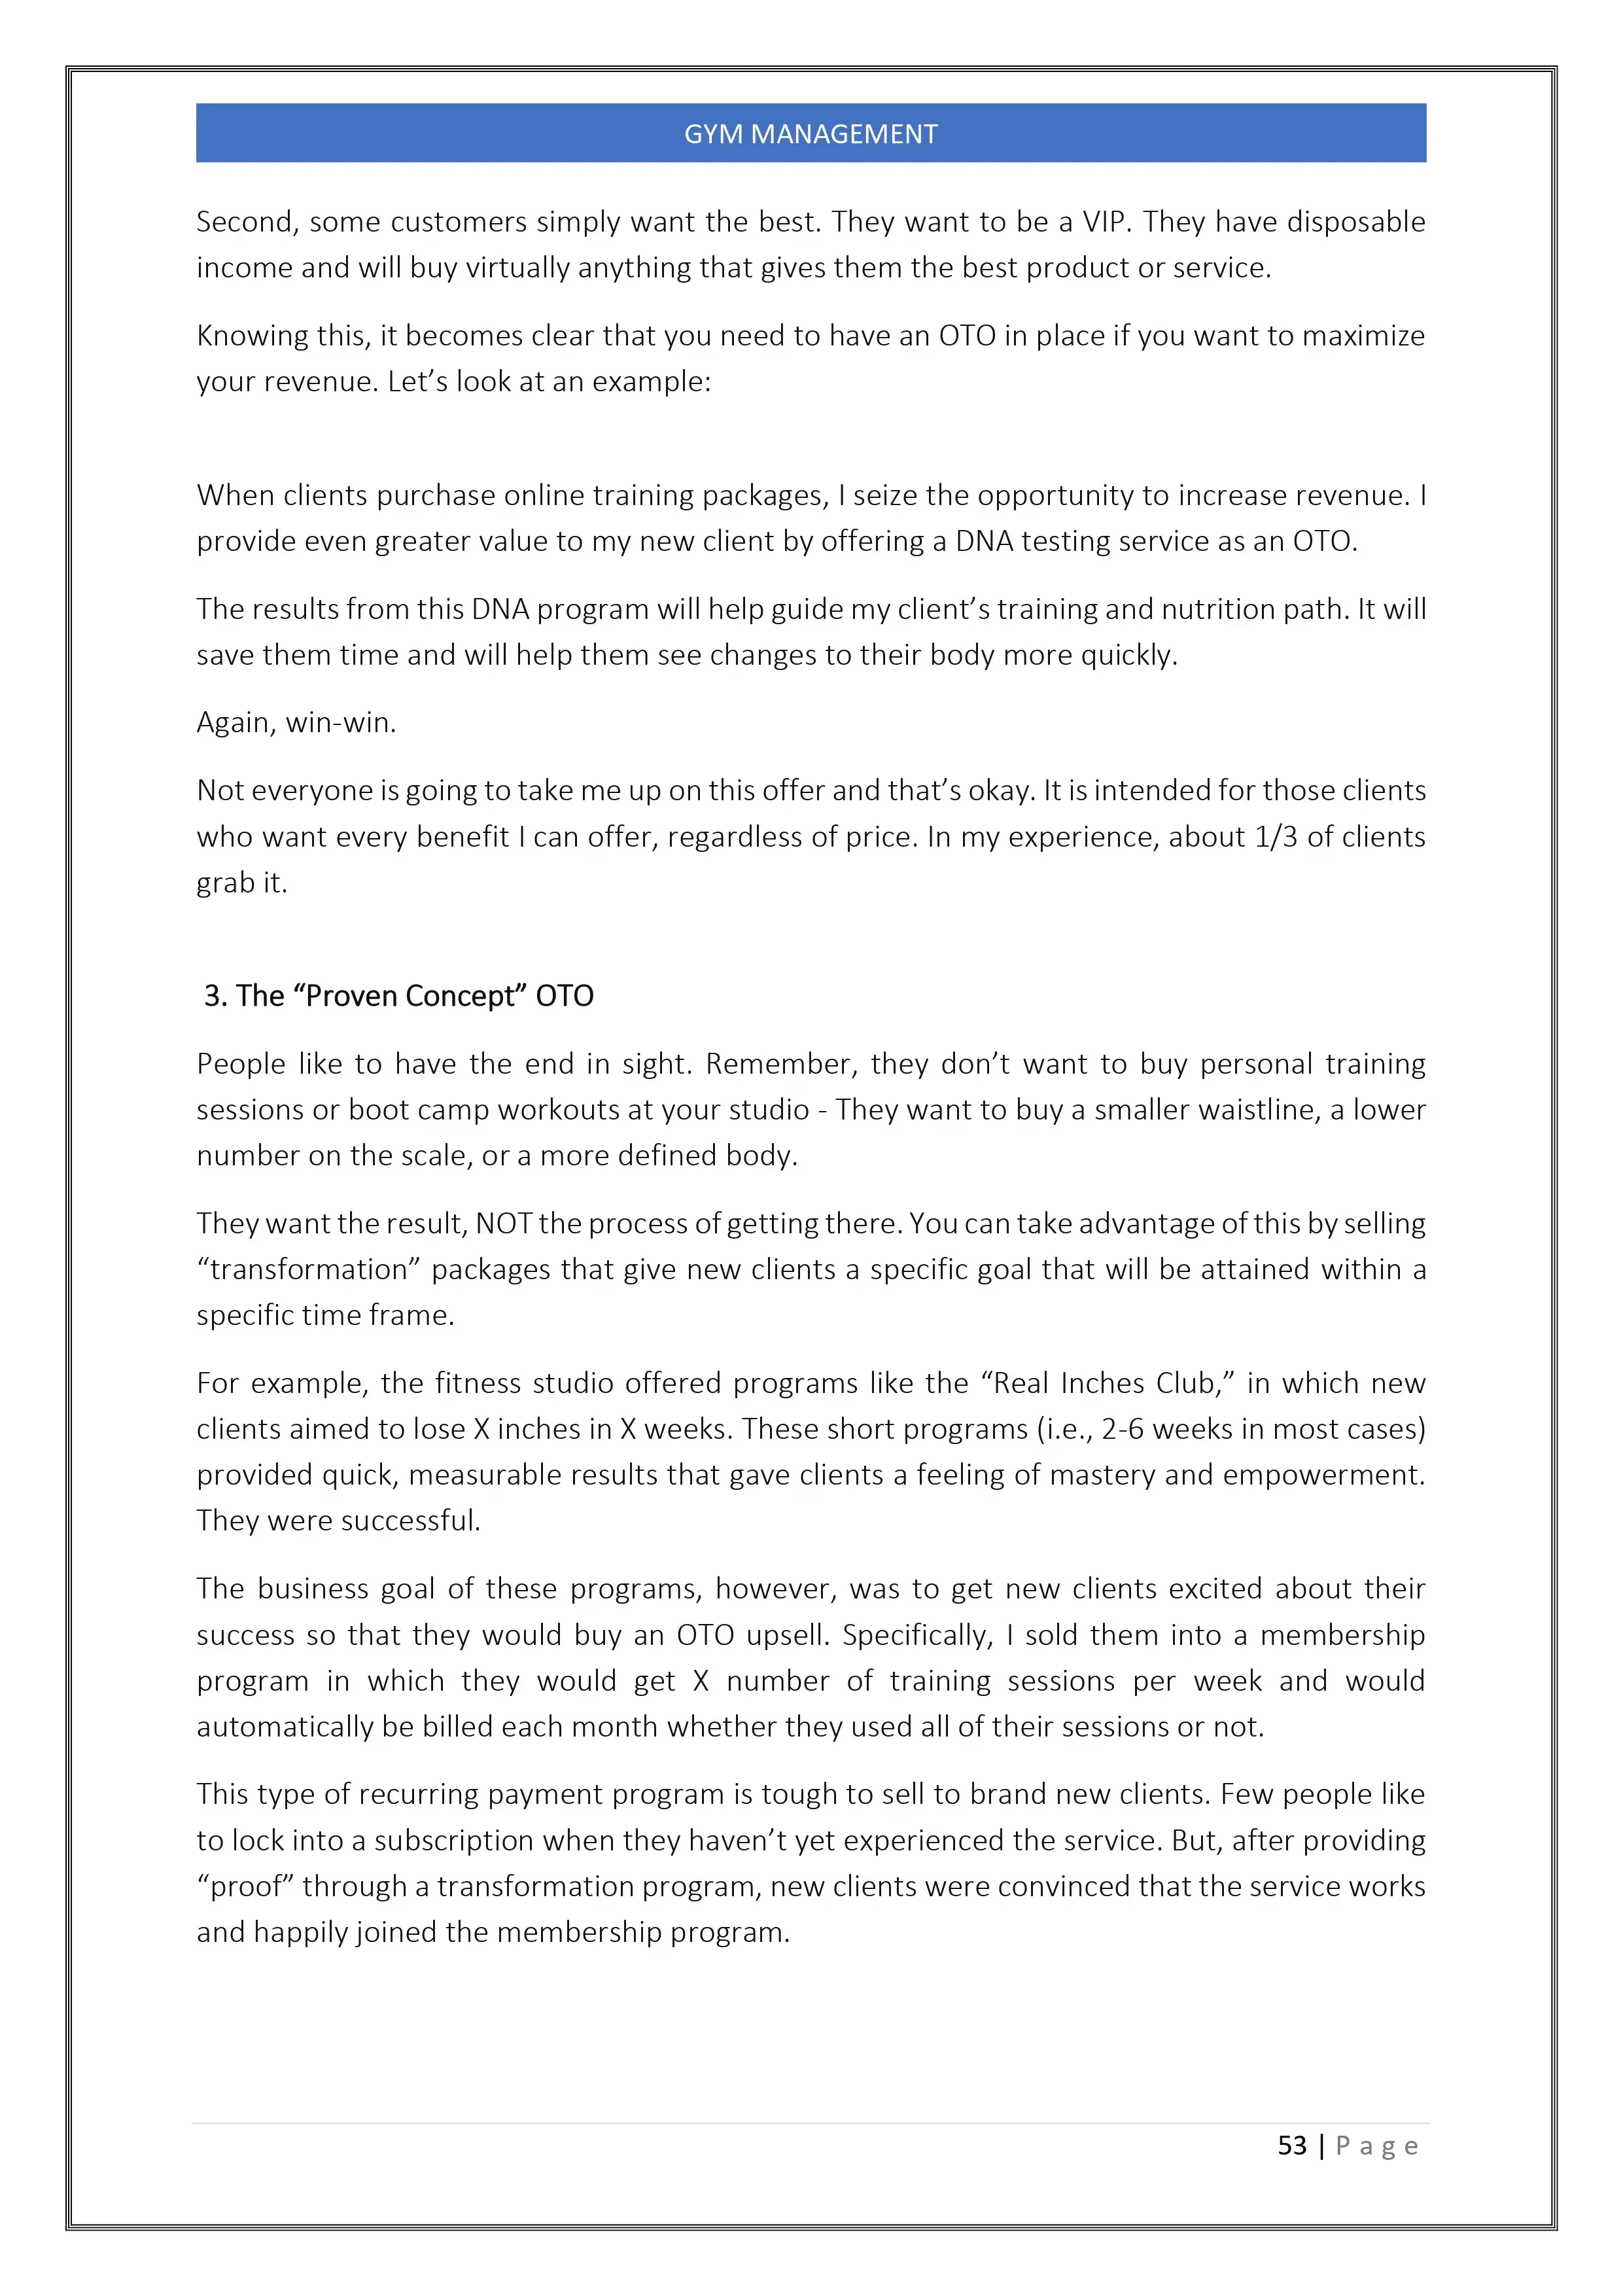 GYM MANAGEMENT
Second, some customers simply want the best. They want to be a VIP. They have disposable
income and will buy virtually anything that gives them the best product or service.
Knowing this, it becomes clear that you need to have an OTO in place if you want to maximize
your revenue. Let’s look at an example:
When clients purchase online training packages, I seize the opportunity to increase revenue. I
provide even greater value to my new client by offering a DNA testing service as an OTO.
The results from this DNA program will help guide my client’s training and nutrition path. It will
save them time and will help them see changes to their body more quickly.
Again, win-win.
Not everyone is going to take me up on this offer and that’s okay. It is intended for those clients
who want every benefit I can offer, regardless of price. In my experience, about 1/3 of clients
grab it.
3. The “Proven Concept” OTO
People like to have the end in sight. Remember, they don’t want to buy personal training
sessions or boot camp workouts at your studio - They want to buy a smaller waistline, a lower
number on the scale, or a more defined body.
They want the result, NOT the process of getting there. You can take advantage of this by selling
“transformation” packages that give new clients a specific goal that will be attained within a
specific time frame.
For example, the fitness studio offered programs like the “Real Inches Club,” in which new
clients aimed to lose X inches in X weeks. These short programs (i.e., 2-6 weeks in most cases)
provided quick, measurable results that gave clients a feeling of mastery and empowerment.
They were successful.
The business goal of these programs, however, was to get new clients excited about their
success so that they would buy an OTO upsell. Specifically, I sold them into a membership
program in which they would get X number of training sessions per week and would
automatically be billed each month whether they used all of their sessions or not.
This type of recurring payment program is tough to sell to brand new clients. Few people like
to lock into a subscription when they haven’t yet experienced the service. But, after providing
“proof” through a transformation program, new clients were convinced that the service works
and happily joined the membership program.
53 | P a g e